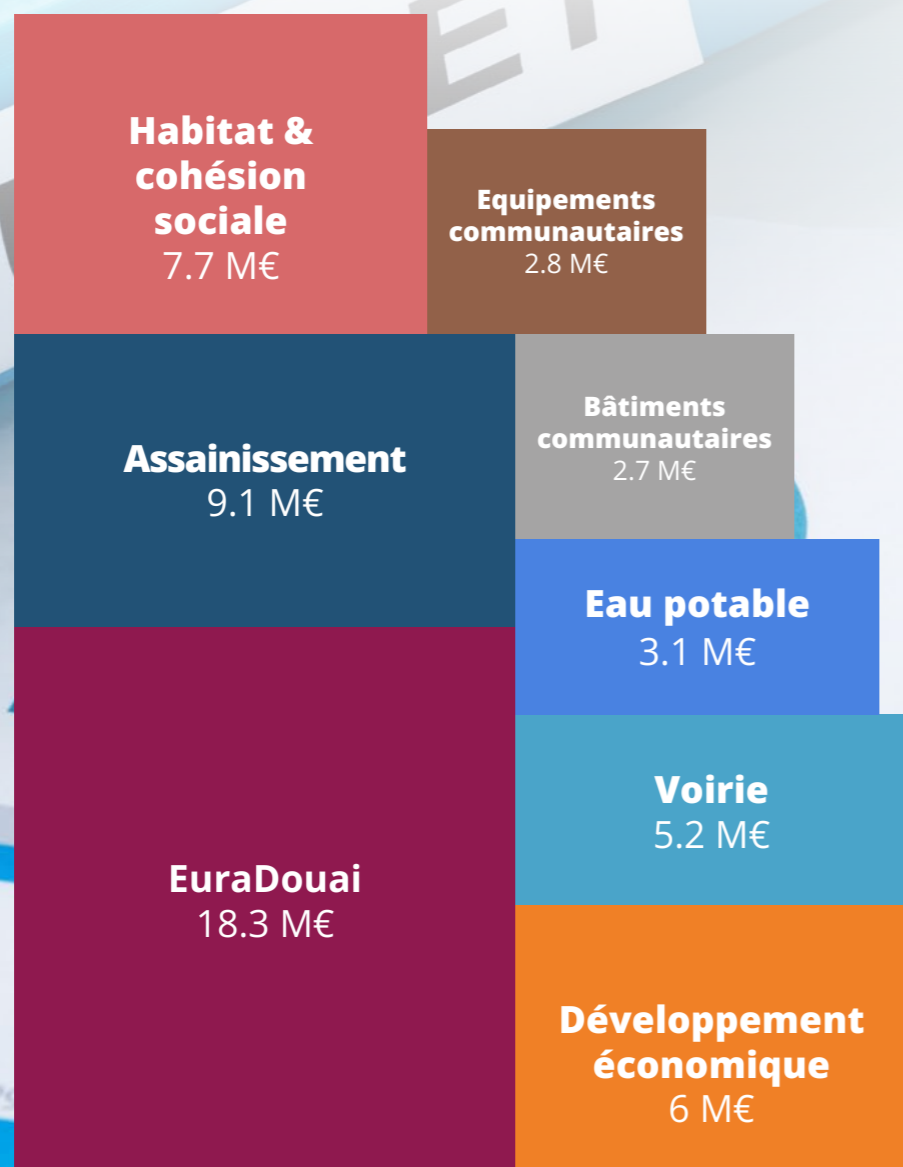 Habitat &
cohésion
sociale
7.7 M€
Equipements
communautaires
2.8 M€
Assainissement
9.1 M€
Bâtiments
communautaires
2.7 M€
Eau potable
3.1 M€
Voirie
5.2 M€
EuraDouai
18.3 M€
Développement
économique
6 M€